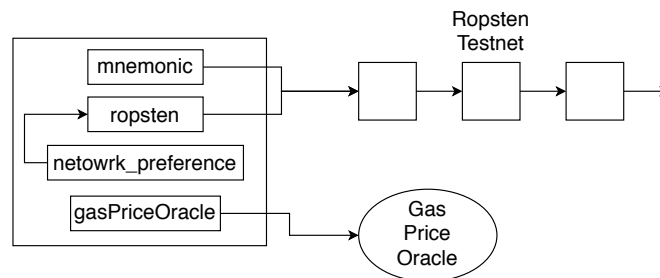 Ropsten
Testnet
mnemonic
ropsten
netowrk_preference
gasPriceOracle
Gas
Price
Oracle